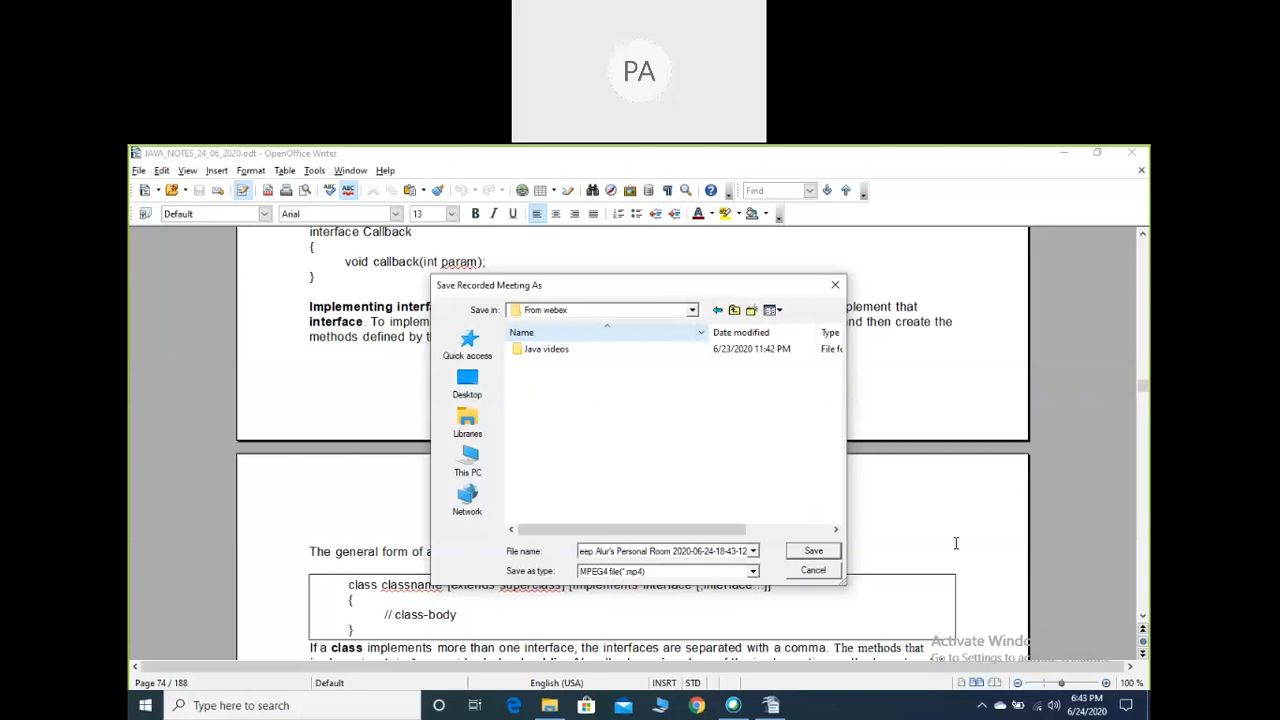 PA
JAVA_NOTES_24_06_2020.odt - OpenOffice Writer
File Edit View Insert Format Table Tools Window Help
Find
Default Arial 13
interface Callback
{
void callback(int param);
}
Save Recorded Meeting As
Save in: From webex
Name Date modified Type
Java videos 6/23/2020 11:42 PM File
Quick access
Desktop
Libraries
This PC
Network
File name: eep Alur's Personal Room 2020-06-24-18-43-12 Save
Save as type: MPEG4 file(*.mp4) Cancel
Implementing plement that
interface. To implem nd then create the
methods defined by
The general form of
class classname [extends superclass] [implements interface [,interface...]]
{
// class-body
}
If a class implements more than one interface, the interfaces are separated with a comma. The methods that
Activate
Go to Settings to
Page 74 / 188 Default English (USA) INSRT STD 100 %
Type here to search
6:43 PM
6/24/2020